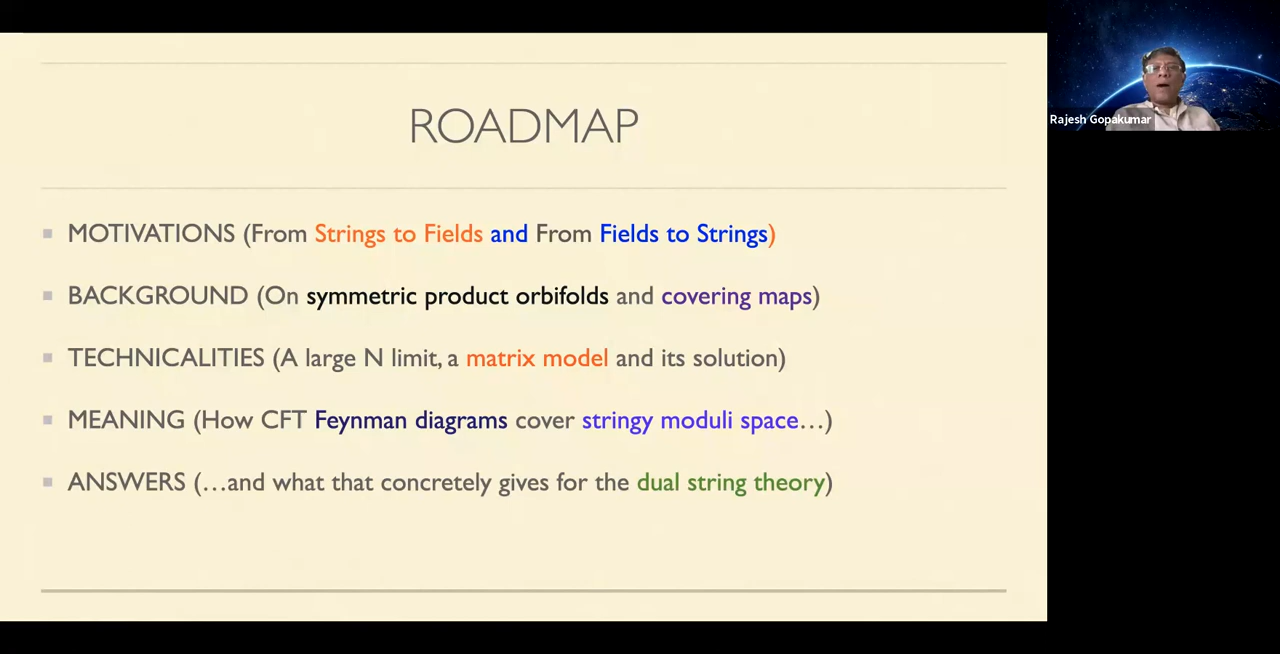 ROADMAP
MOTIVATIONS (From Strings to Fields and From Fields to Strings)
BACKGROUND (On symmetric product orbifolds and covering maps)
TECHNICALITIES (A large N limit, a matrix model and its solution)
MEANING (How CFT Feynman diagrams cover stringy moduli space…)
ANSWERS (…and what that concretely gives for the dual string theory)
Rajesh Gopakumar